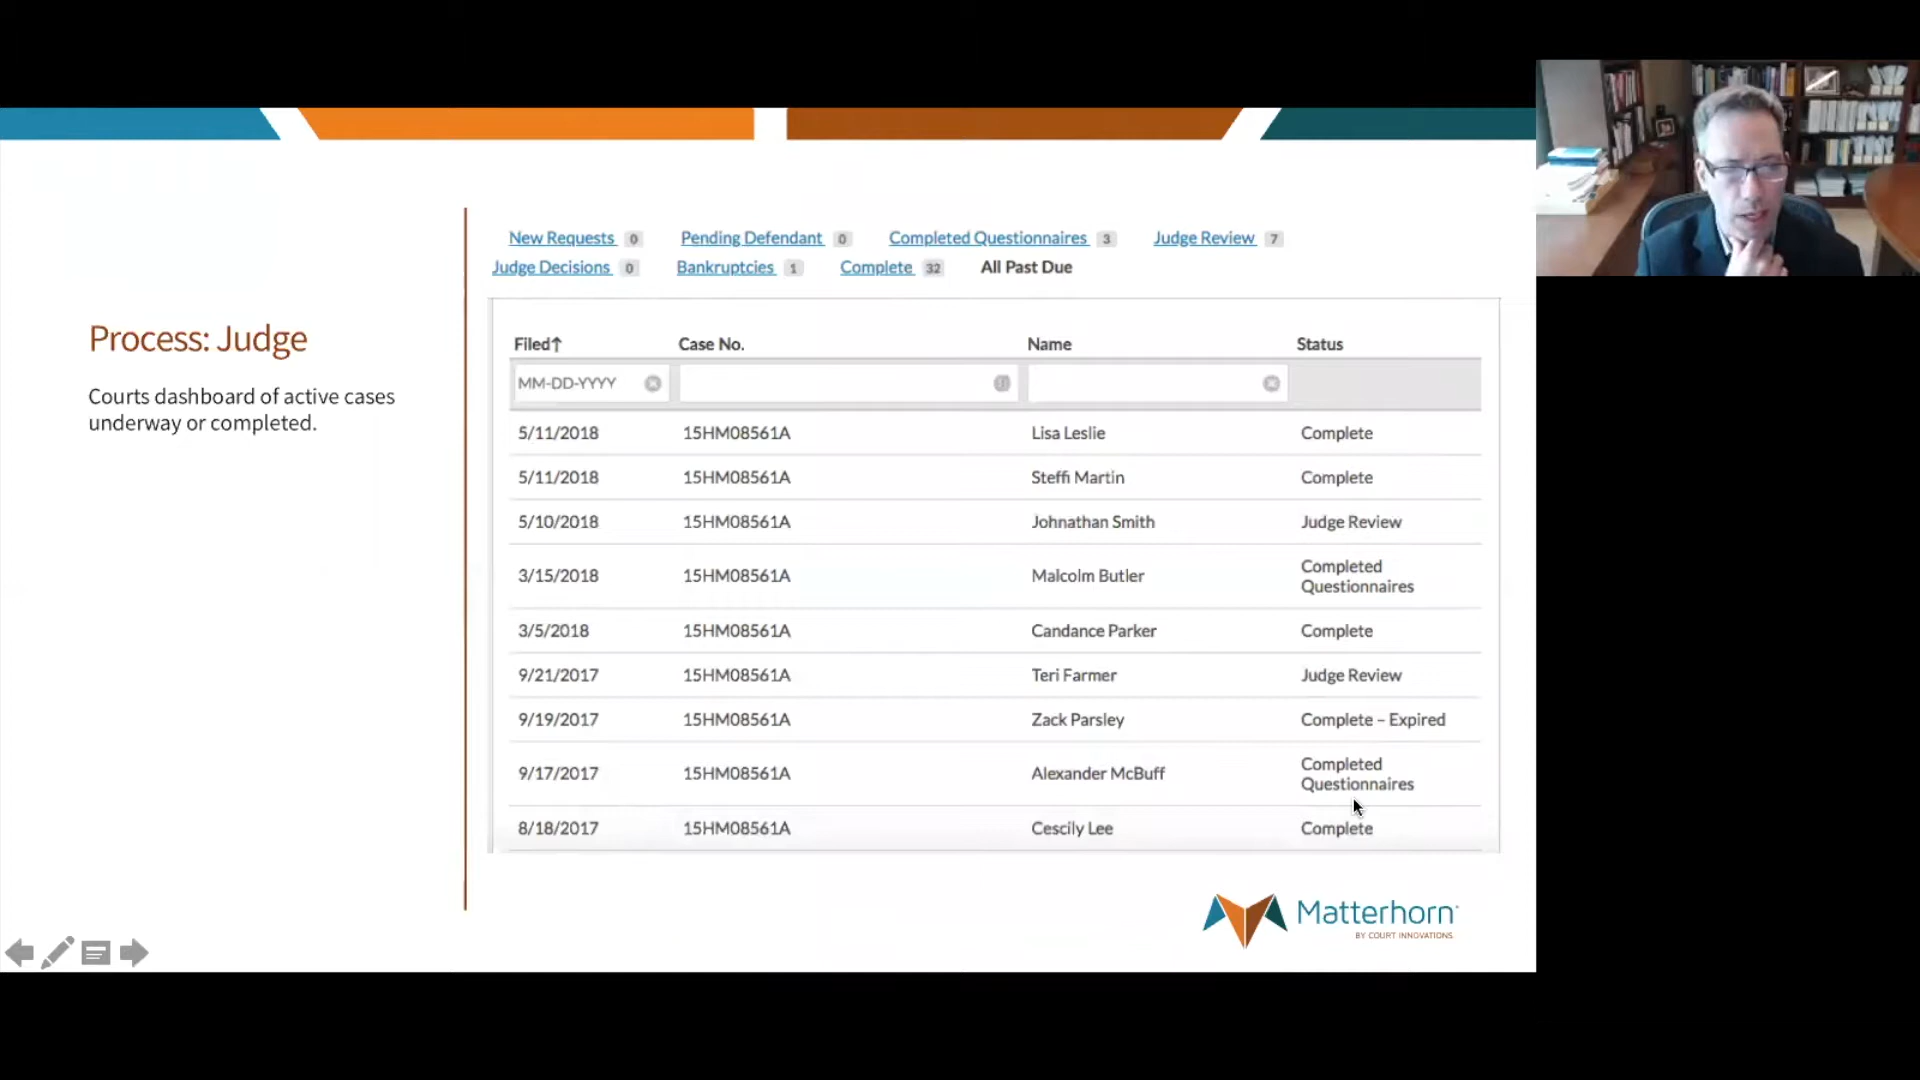 New Requests 0 Pending Defendant 0 Completed Questionnaires 3 Judge Review 7
Judge Decisions 0 Bankruptcies 1 Complete 32 All Past Due
Process: Judge
Courts dashboard of active cases
underway or completed.
Filed↑ Case No. Name Status
MM-DD-YYYY
5/11/2018 15HM08561A Lisa Leslie Complete
5/11/2018 15HM08561A Steffi Martin Complete
5/10/2018 15HM08561A Johnathan Smith Judge Review
3/15/2018 15HM08561A Malcolm Butler Completed
Questionnaires
3/5/2018 15HM08561A Candance Parker Complete
9/21/2017 15HM08561A Teri Farmer Judge Review
9/19/2017 15HM08561A Zack Parsley Complete – Expired
9/17/2017 15HM08561A Alexander McBuff Completed
Questionnaires
8/18/2017 15HM08561A Cescily Lee Complete
Matterhorn
BY COURT INNOVATIONS